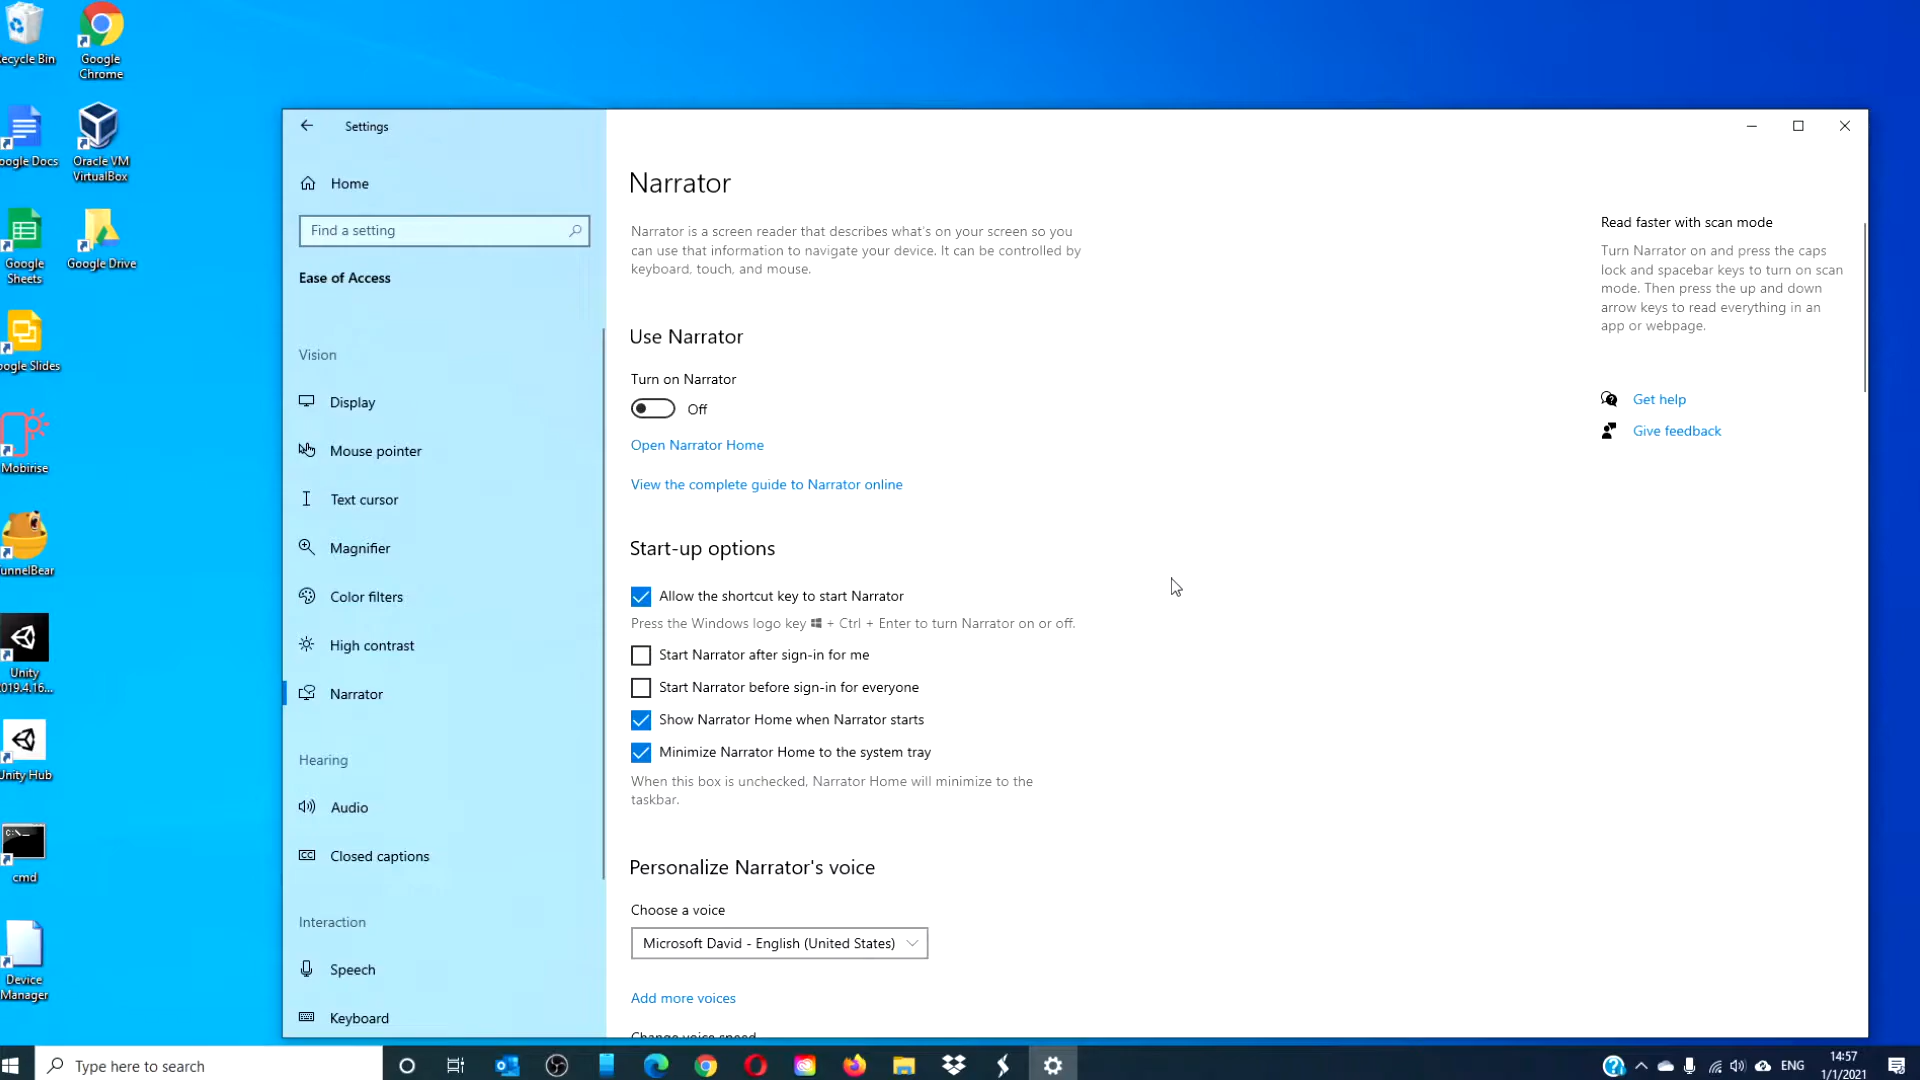 ecycle Bin
Google
Chrome
oogle Docs
Oracle VM
VirtualBox
Google
Sheets
Google Drive
oogle Slides
Mobirise
unnelBear
Unity
2019.4.16...
Unity Hub
C:\_
cmd
Device
Manager
Settings
Home
Find a setting
Ease of Access
Vision
Display
Mouse pointer
Text cursor
Magnifier
Color filters
High contrast
Narrator
Hearing
Audio
CC
Closed captions
Interaction
Speech
Keyboard
Narrator
Narrator is a screen reader that describes what's on your screen so you
can use that information to navigate your device. It can be controlled by
keyboard, touch, and mouse.
Use Narrator
Turn on Narrator
Off
Open Narrator Home
View the complete guide to Narrator online
Start-up options
Allow the shortcut key to start Narrator
Press the Windows logo key + Ctrl + Enter to turn Narrator on or off.
Start Narrator after sign-in for me
Start Narrator before sign-in for everyone
Show Narrator Home when Narrator starts
Minimize Narrator Home to the system tray
When this box is unchecked, Narrator Home will minimize to the
taskbar.
Personalize Narrator's voice
Choose a voice
Microsoft David - English (United States)
Add more voices
Change voice speed
Read faster with scan mode
Turn Narrator on and press the caps
lock and spacebar keys to turn on scan
mode. Then press the up and down
arrow keys to read everything in an
app or webpage.
Get help
Give feedback
Type here to search
ENG
14:57
1/1/2021